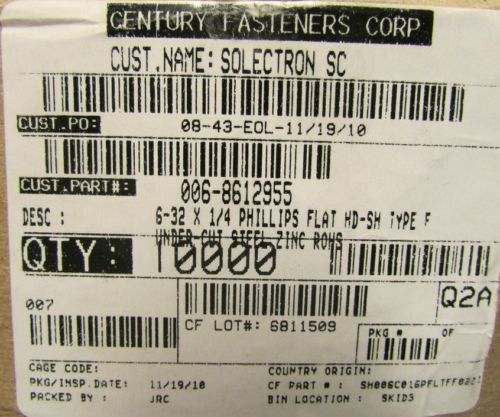 CENTURY FASTENERS CORP
CUST.NAME: SOLECTRON SC
CUST.PO: 08-43-EOL-11/19/10
CUST.PART#: 006-8612955
DESC : 6-32 X 1/4 PHILLIPS FLAT HD-SH TYPE F
UNDER-CUT STEEL ZINC ROHS
QTY: 10000
007
Q2A
CF LOT#: 6811509
PKG # OF
CAGE CODE:
COUNTRY ORIGIN:
PKG/INSP.DATE: 11/19/10
CF PART # :
PACKED BY : JRC
BIN LOCATION : SKIDS